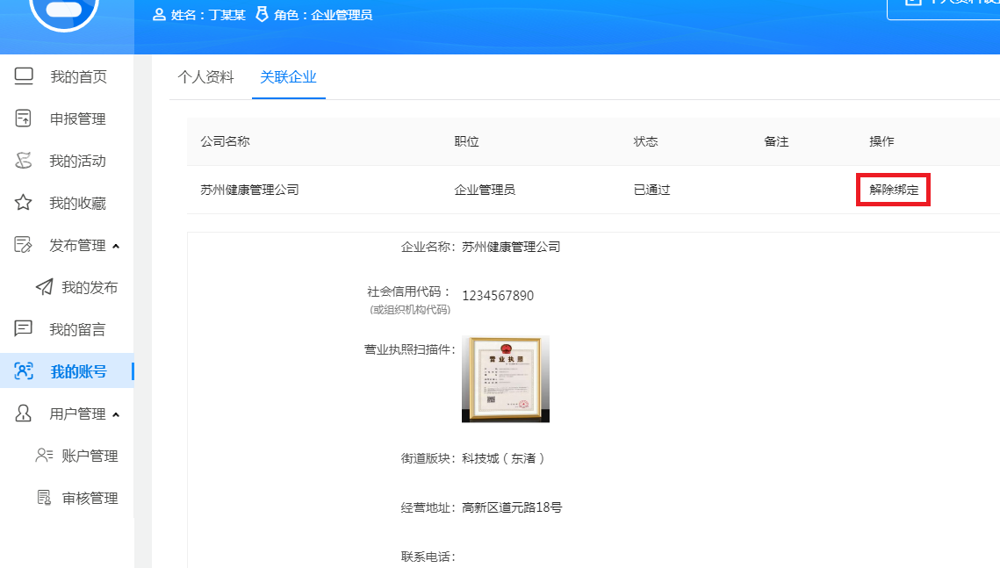 姓名：丁某某 角色：企业管理员
我的首页
申报管理
我的活动
我的收藏
发布管理
我的发布
我的留言
我的账号
用户管理
账户管理
审核管理
个人资料 关联企业
公司名称 职位 状态 备注 操作
苏州健康管理公司 企业管理员 已通过 解除绑定
企业名称： 苏州健康管理公司
社会信用代码： 1234567890
(或组织机构代码)
营业执照扫描件：
营业执照
街道版块： 科技城（东渚）
经营地址： 高新区道元路18号
联系电话：